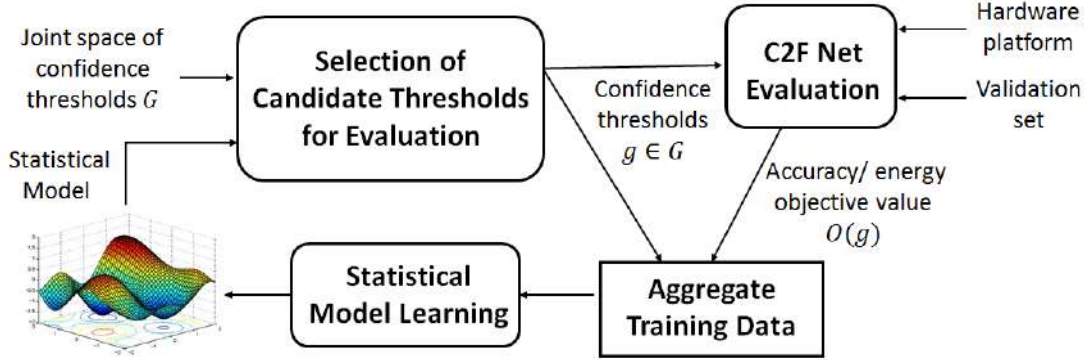 Joint space of
confidence
thresholds G
Selection of
Candidate Thresholds
for Evaluation
C2F Net
Evaluation
Hardware
platform
Validation
set
Confidence
thresholds
g ∈ G
Statistical
Model
Accuracy/ energy
objective value
O(g)
Statistical
Model Learning
Aggregate
Training Data